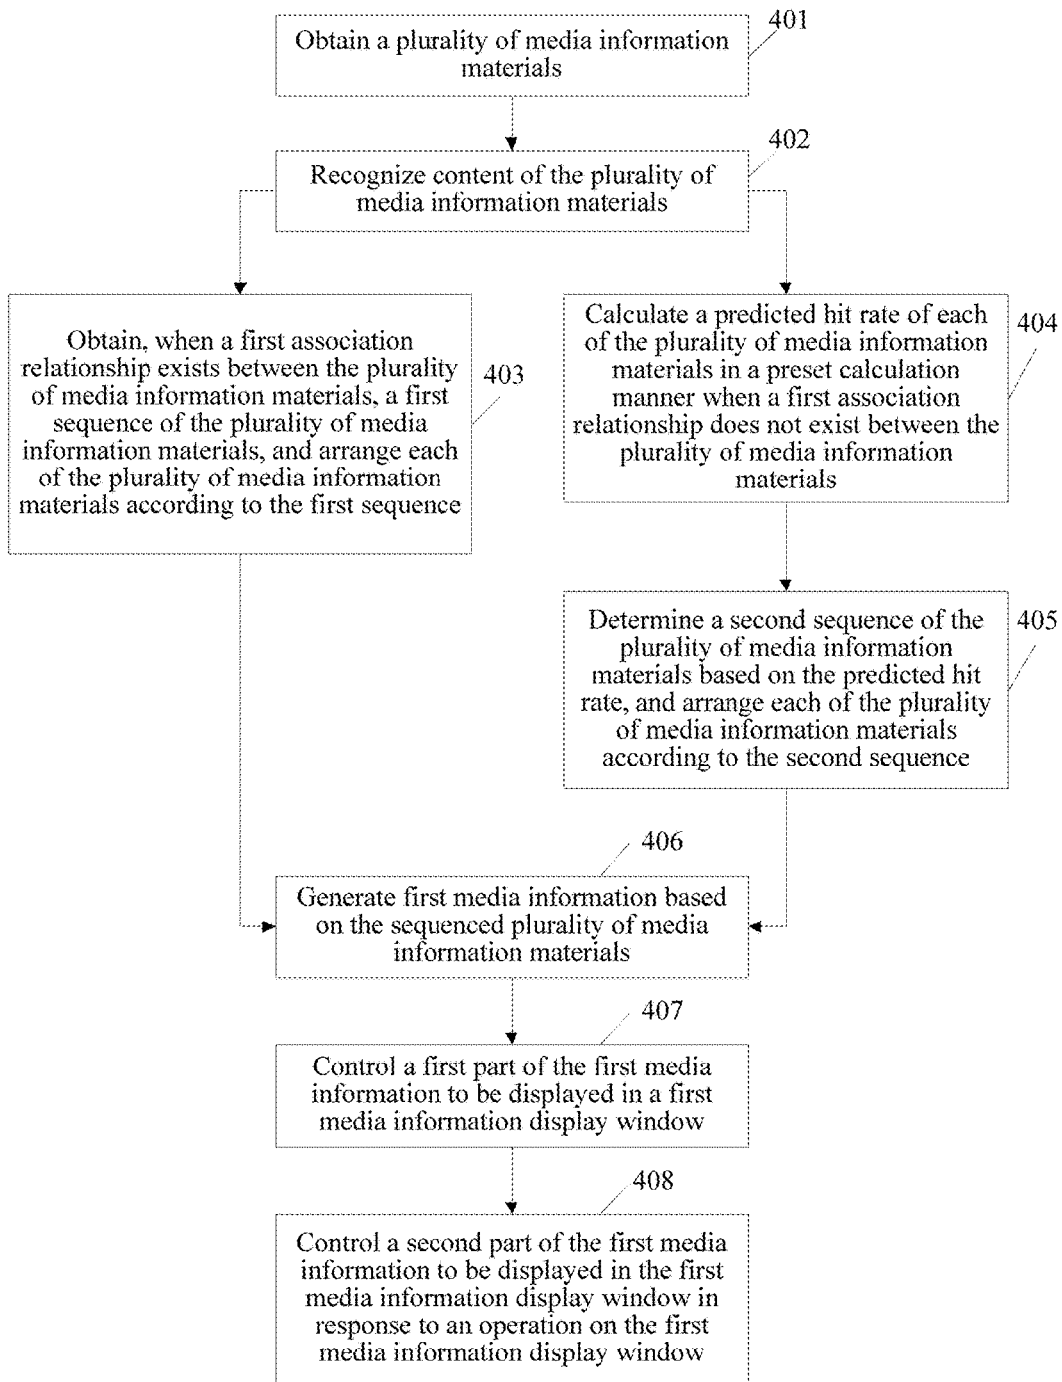 401
Obtain a plurality of media information
materials
402
Recognize content of the plurality of
media information materials
403
Obtain, when a first association
relationship exists between the plurality
of media information materials, a first
sequence of the plurality of media
information materials, and arrange each
of the plurality of media information
materials according to the first sequence
404
Calculate a predicted hit rate of each
of the plurality of media information
materials in a preset calculation
manner when a first association
relationship does not exist between the
plurality of media information
materials
405
Determine a second sequence of the
plurality of media information
materials based on the predicted hit
rate, and arrange each of the plurality
of media information materials
according to the second sequence
406
Generate first media information based
on the sequenced plurality of media
information materials
407
Control a first part of the first media
information to be displayed in a first
media information display window
408
Control a second part of the first media
information to be displayed in the first
media information display window in
response to an operation on the first
media information display window